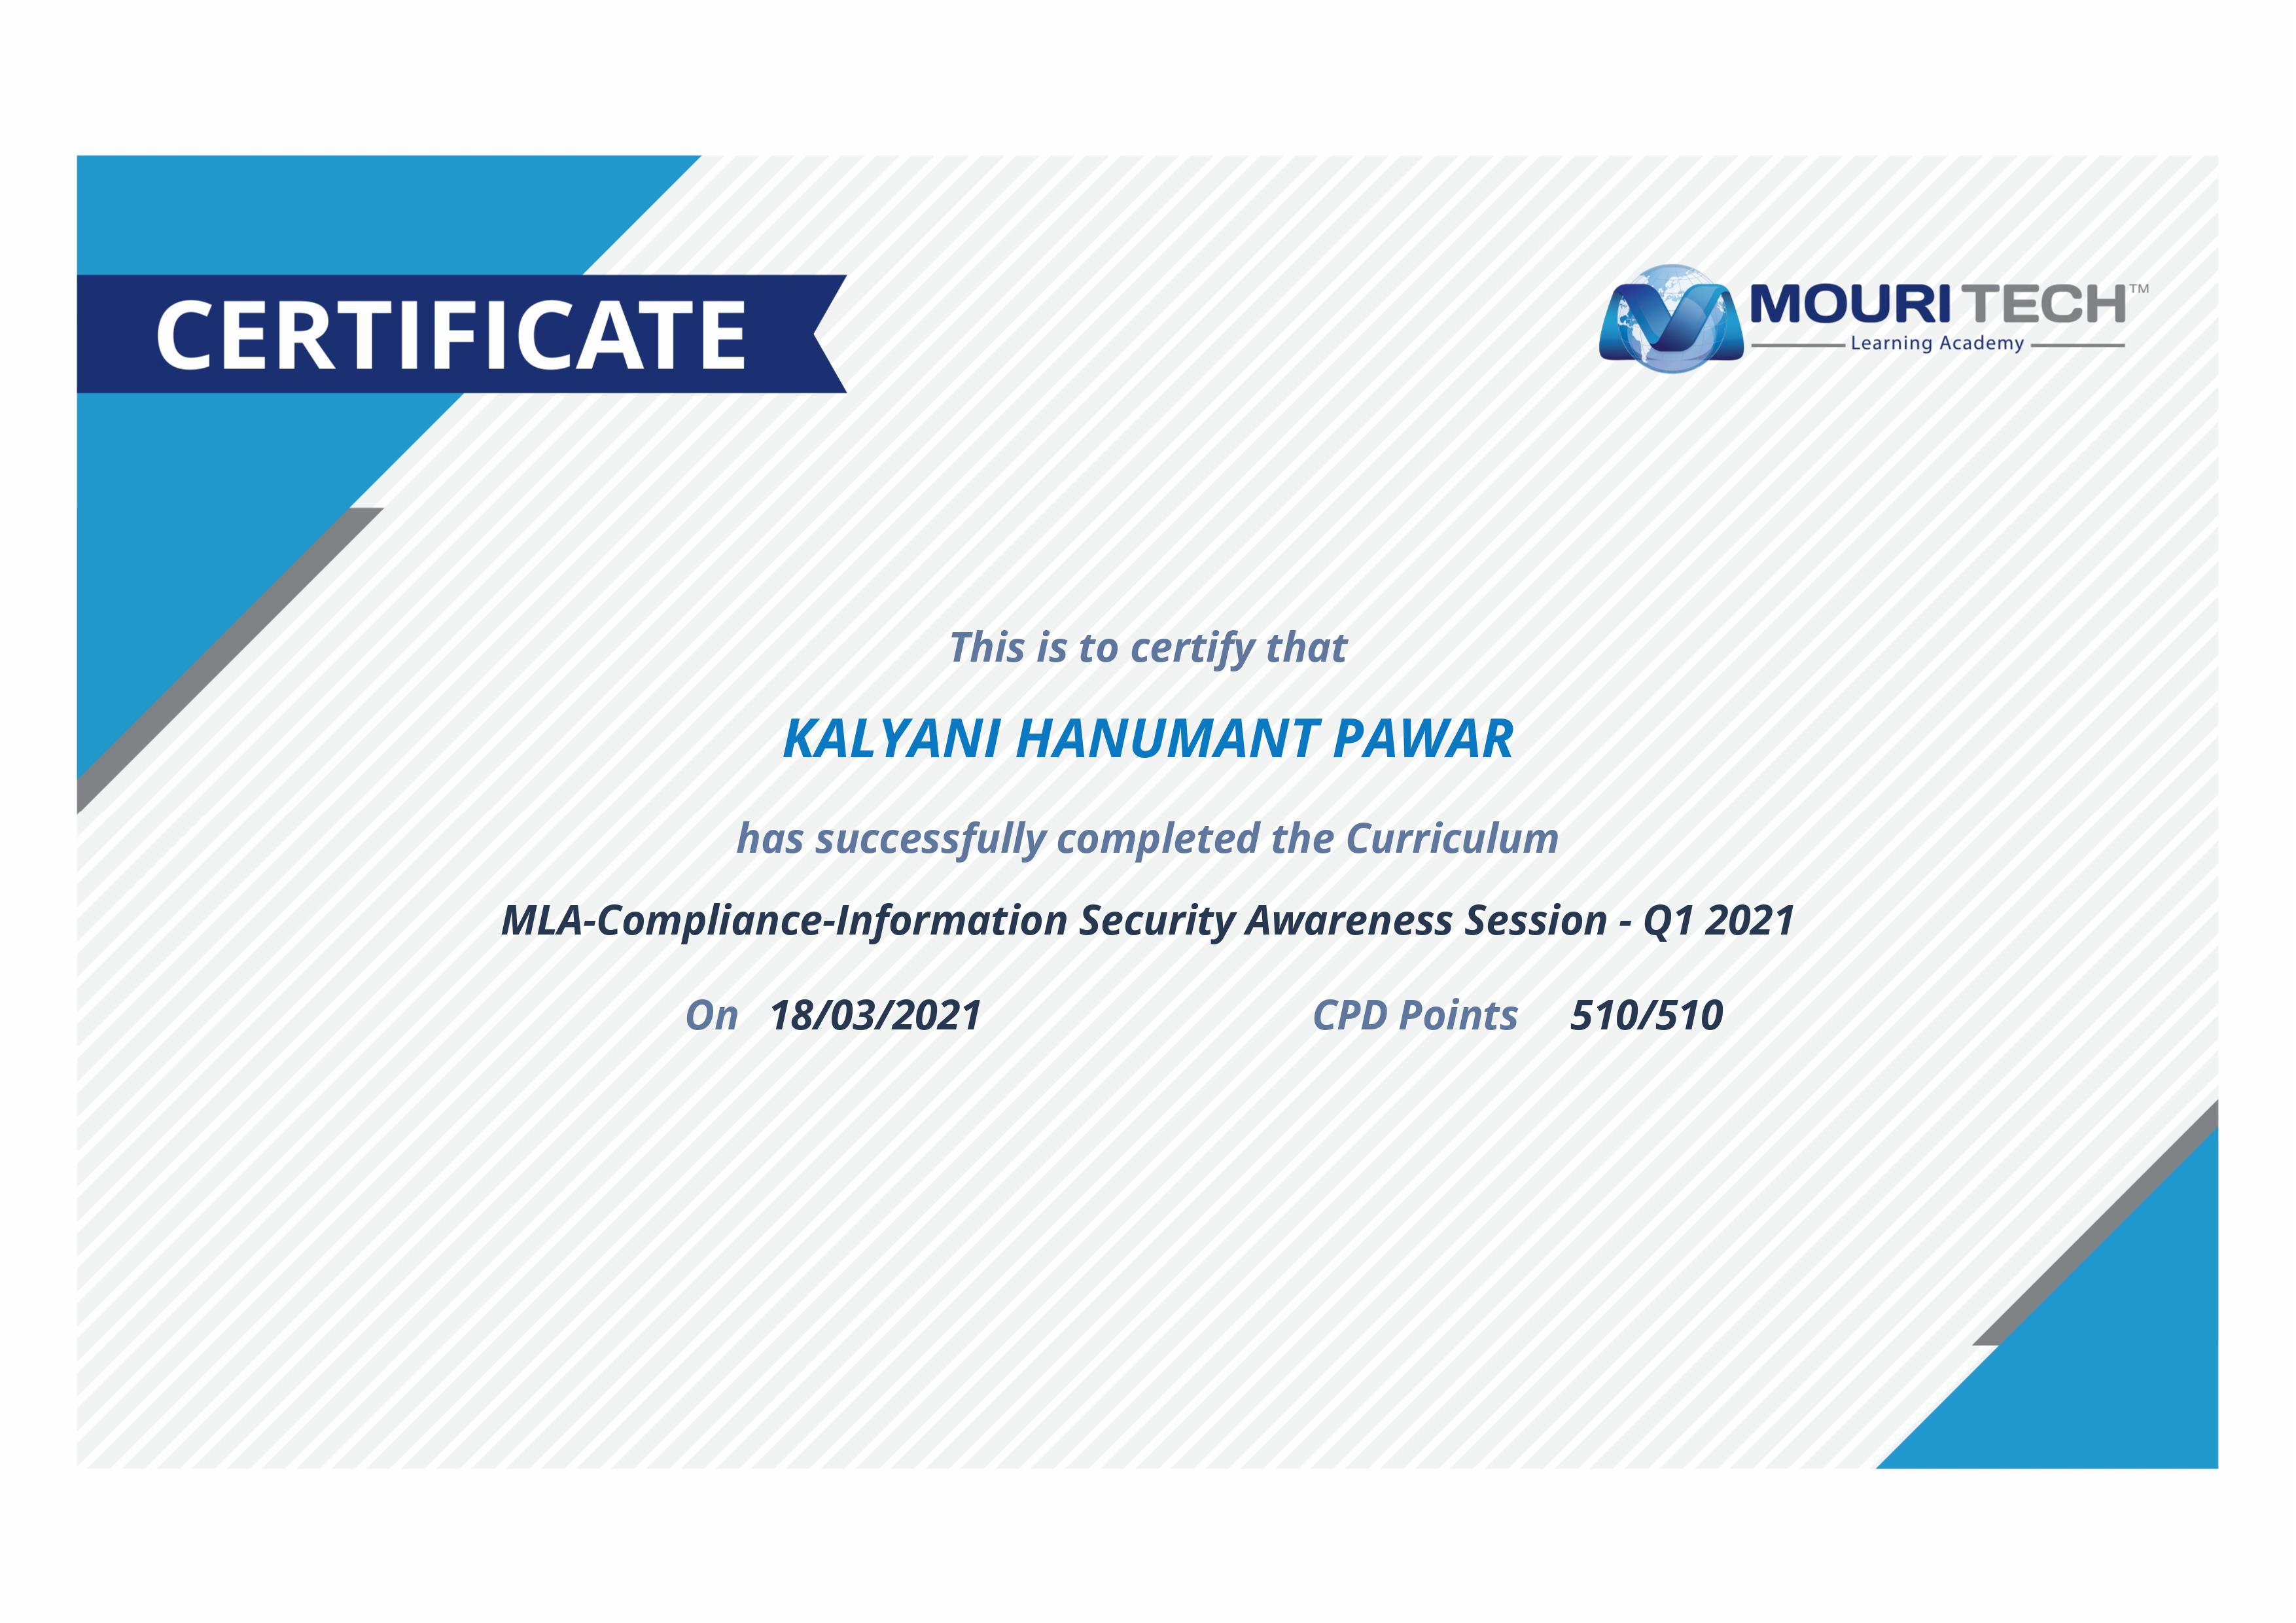 CERTIFICATE
MOURI TECH™
Learning Academy
This is to certify that
KALYANI HANUMANT PAWAR
has successfully completed the Curriculum
MLA-Compliance-Information Security Awareness Session - Q1 2021
On 18/03/2021 CPD Points 510/510